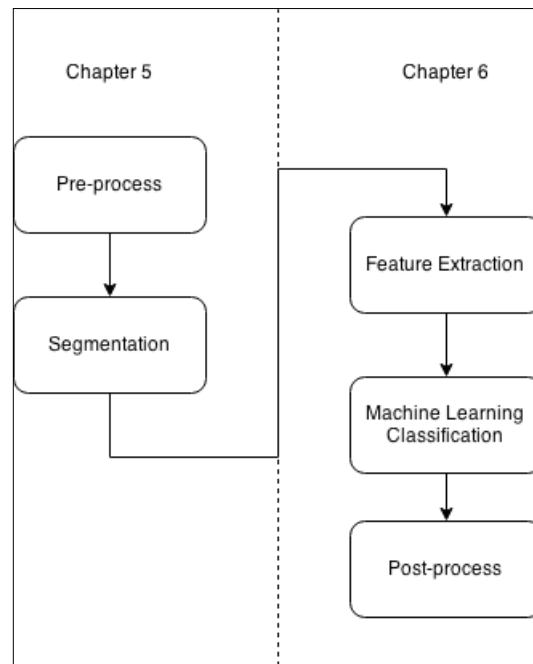 Chapter 5
Chapter 6
Pre-process
Segmentation
Feature Extraction
Machine Learning
Classification
Post-process